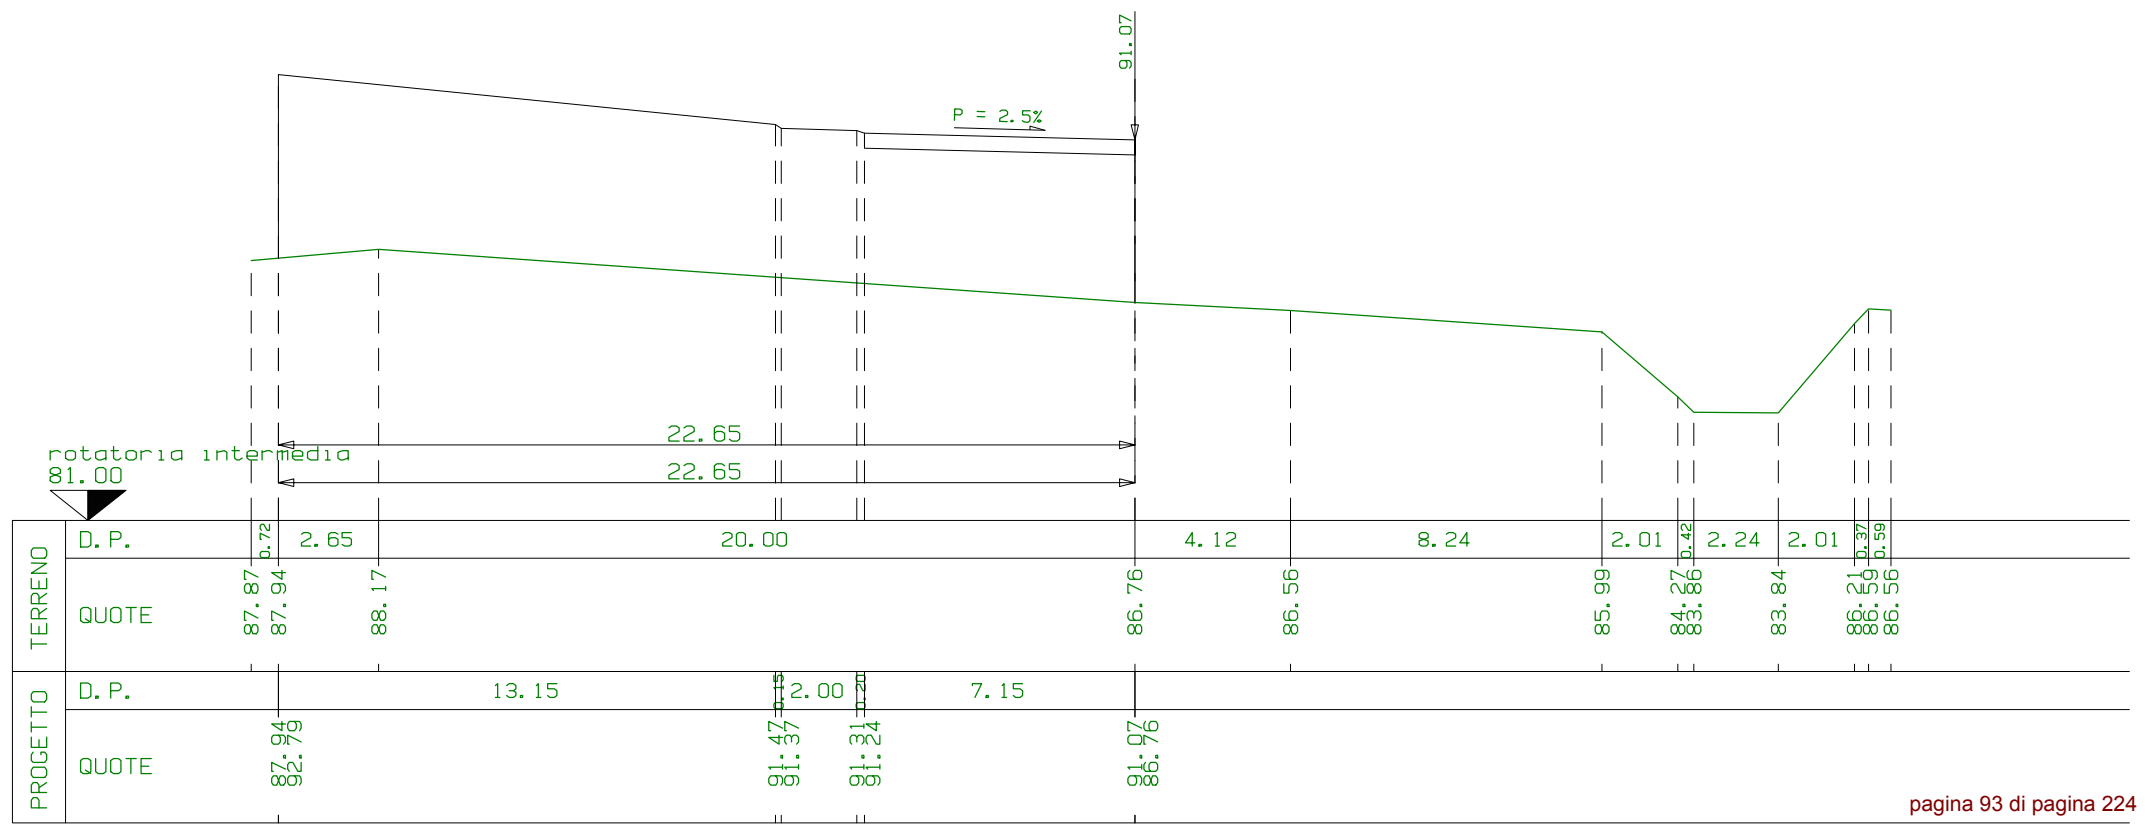 91.07
P = 2.5%
22.65
rotatoria intermedia
22.65
81.00
TERRENO
D.P. 0.72 2.65 20.00 4.12 8.24 2.01 0.42 2.24 2.01 0.37 0.59
QUOTE 87.87 87.94 88.17 86.76 86.56 85.99 84.27 83.86 83.84 86.21 86.59 86.56
PROGETTO
D.P. 13.15 0.15 2.00 0.20 7.15
QUOTE 87.94 92.79 91.47 91.37 91.31 91.24 91.07 86.76
pagina 93 di pagina 224